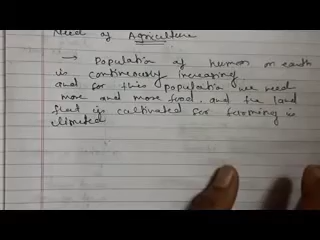 Need of Agriculture
→ Population of human on earth
is continueously increasing.
and for this population we need
more and more food. and the land
that is cultivated for farming is
limited